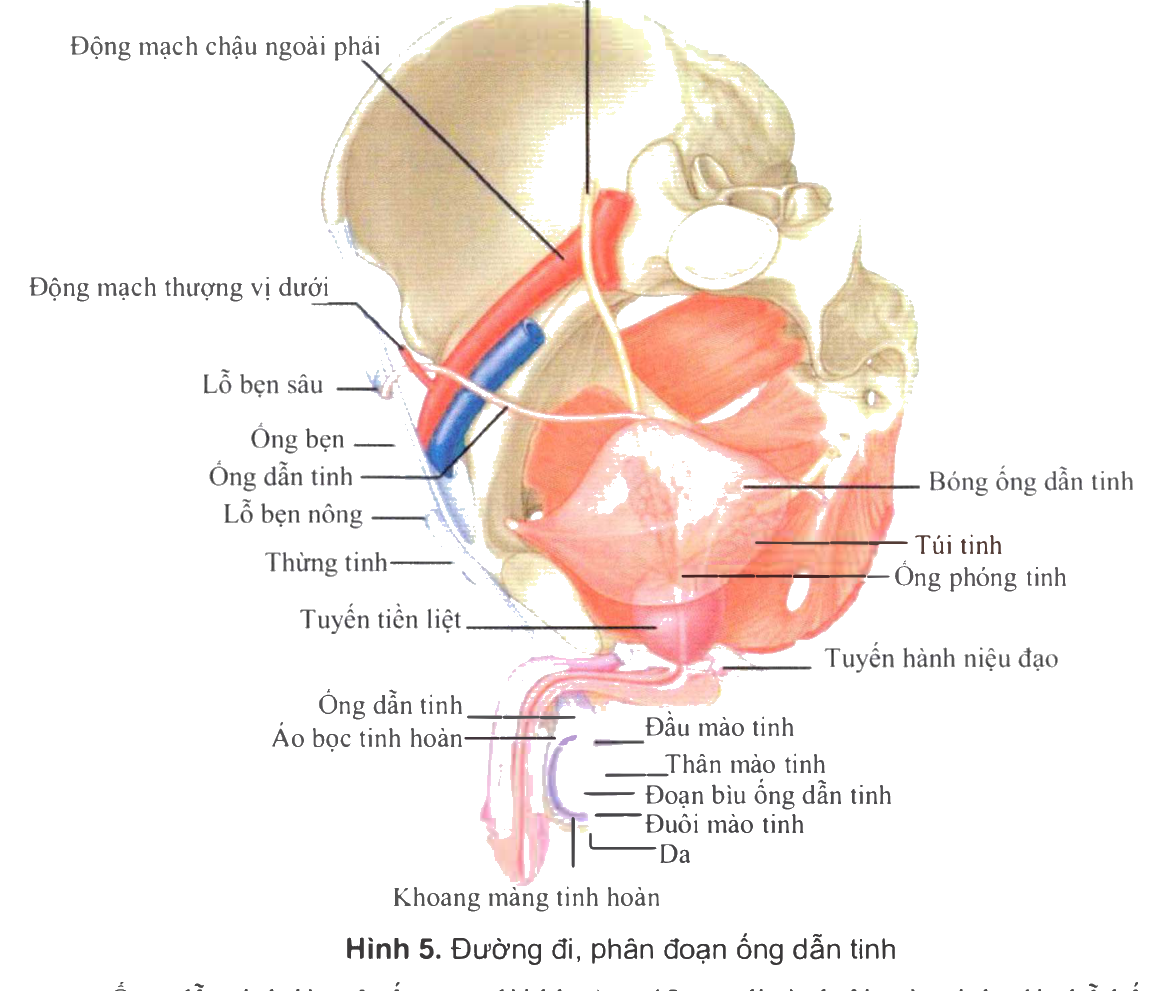 Động mạch chậu ngoài phải
Động mạch thượng vị dưới
Lỗ bẹn sâu
Ống bẹn
Ống dẫn tinh
Lỗ bẹn nông
Thừng tinh
Tuyến tiền liệt
Bóng ống dẫn tinh
Túi tinh
Ống phóng tinh
Tuyến hành niệu đạo
Ống dẫn tinh
Áo bọc tinh hoàn
Đầu mào tinh
Thân mào tinh
Đoạn bìu ống dẫn tinh
Đuôi mào tinh
Da
Khoang màng tinh hoàn
Hình 5. Đường đi, phân đoạn ống dẫn tinh